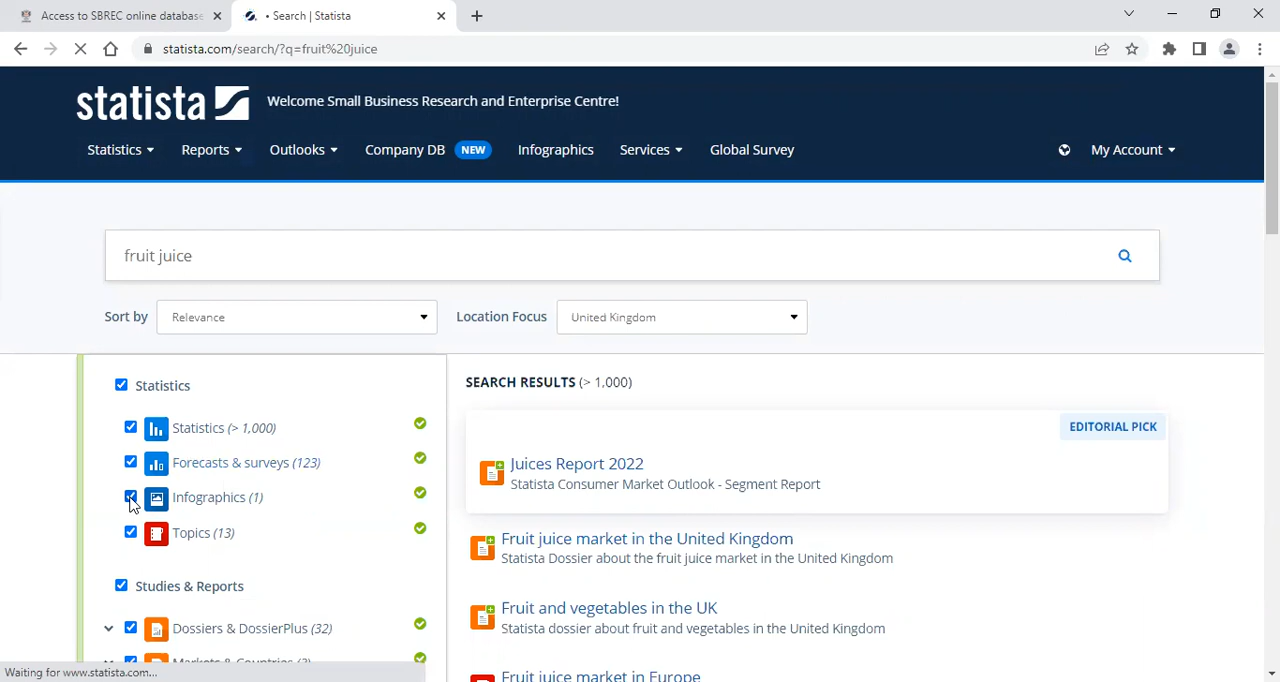 Access to SBREC online database
• Search | Statista
statista.com/search/?q=fruit%20juice
statista
Welcome Small Business Research and Enterprise Centre!
Statistics
Reports
Outlooks
Company DB
NEW
Infographics
Services
Global Survey
My Account
fruit juice
Sort by
Relevance
Location Focus
United Kingdom
Statistics
SEARCH RESULTS (> 1,000)
Statistics (> 1,000)
EDITORIAL PICK
Forecasts & surveys (123)
Juices Report 2022
Statista Consumer Market Outlook - Segment Report
Infographics (1)
Topics (13)
Fruit juice market in the United Kingdom
Statista Dossier about the fruit juice market in the United Kingdom
Studies & Reports
Fruit and vegetables in the UK
Statista dossier about fruit and vegetables in the United Kingdom
Dossiers & DossierPlus (32)
Markets & Countries (3)
Fruit juice market in Europe
Waiting for www.statista.com...